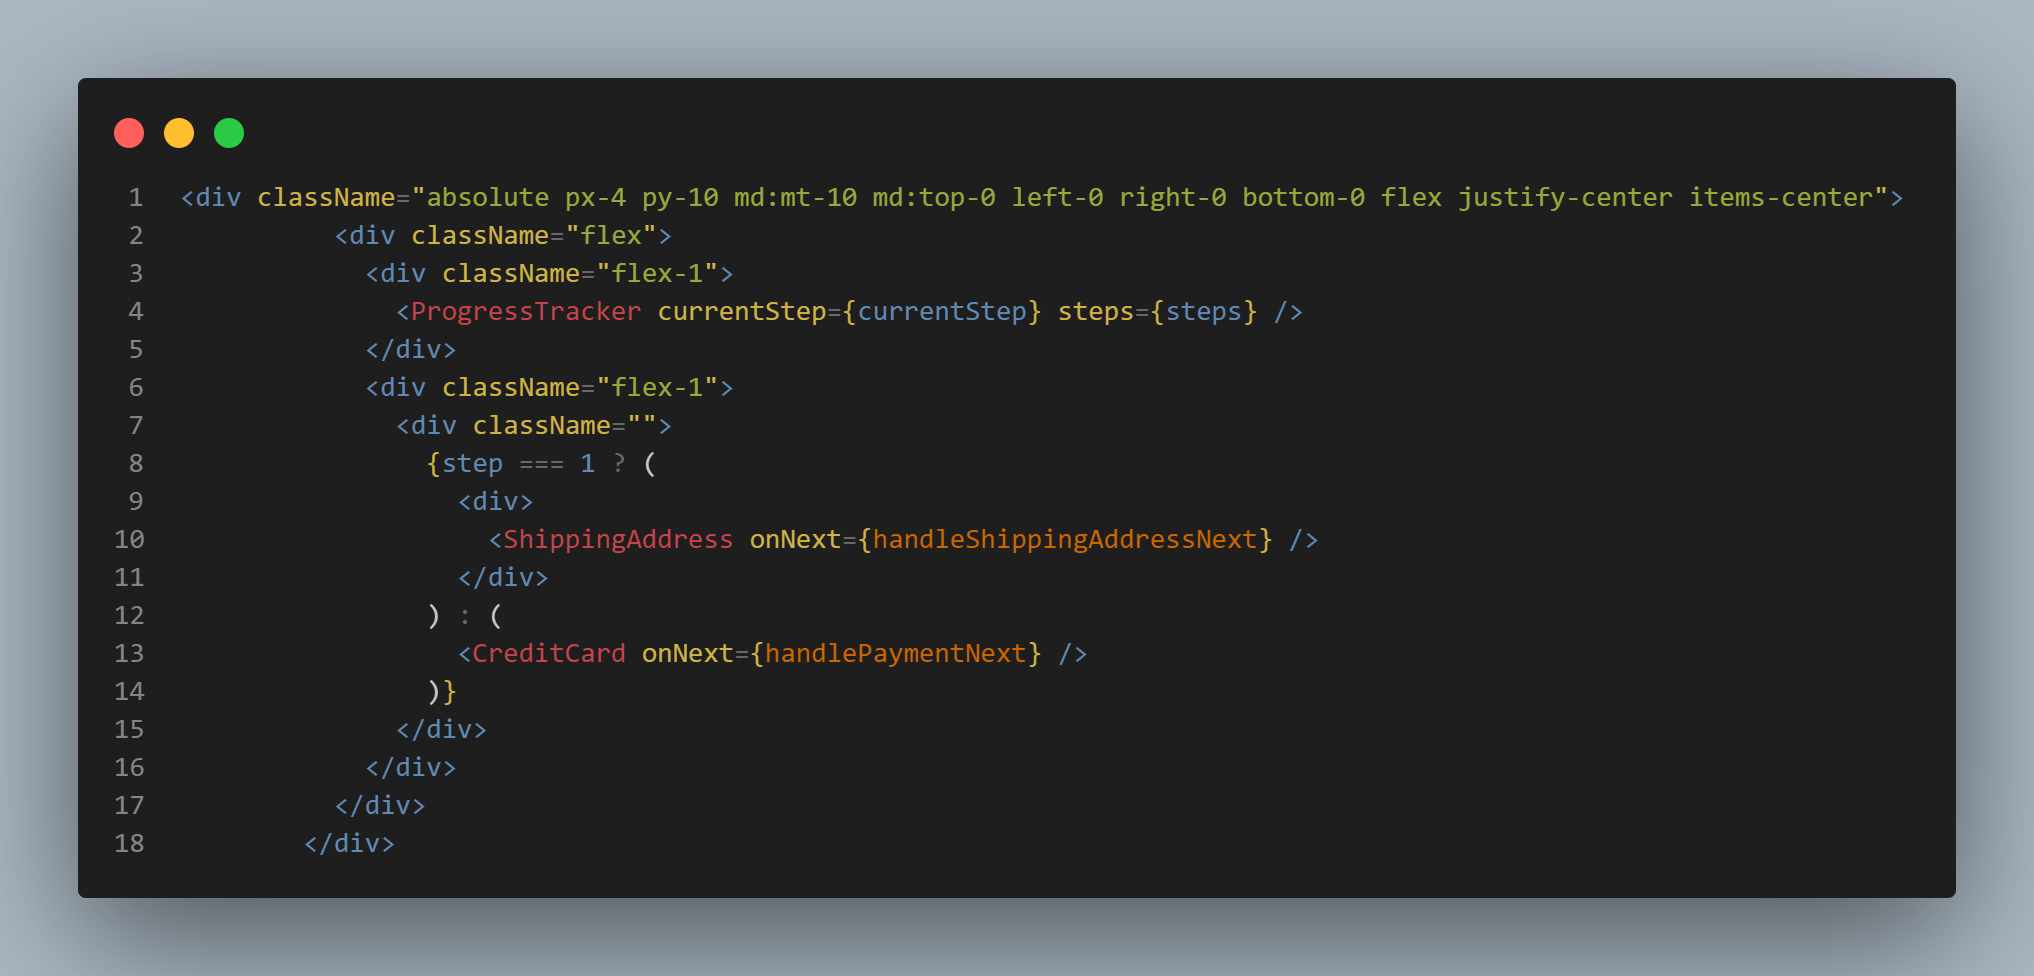 1 <div className="absolute px-4 py-10 md:mt-10 md:top-0 left-0 right-0 bottom-0 flex justify-center items-center">
2 <div className="flex">
3 <div className="flex-1">
4 <ProgressTracker currentStep={currentStep} steps={steps} />
5 </div>
6 <div className="flex-1">
7 <div className="">
8 {step === 1 ? (
9 <div>
10 <ShippingAddress onNext={handleShippingAddressNext} />
11 </div>
12 ) : (
13 <CreditCard onNext={handlePaymentNext} />
14 )}
15 </div>
16 </div>
17 </div>
18 </div>